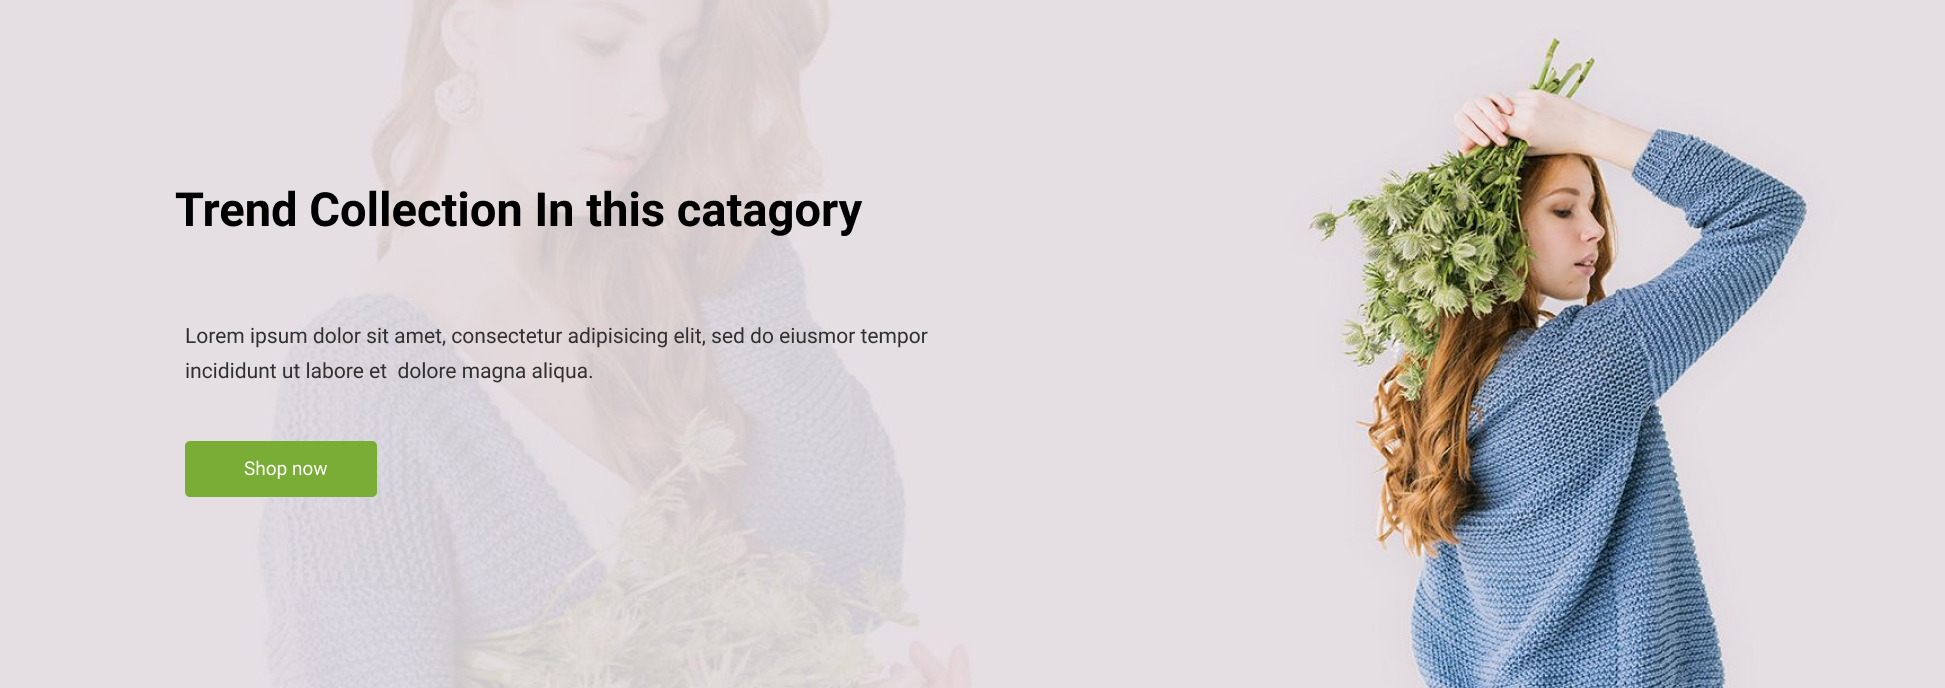 Trend Collection In this catagory
Lorem ipsum dolor sit amet, consectetur adipisicing elit, sed do eiusmor tempor
incididunt ut labore et  dolore magna aliqua.
Shop now